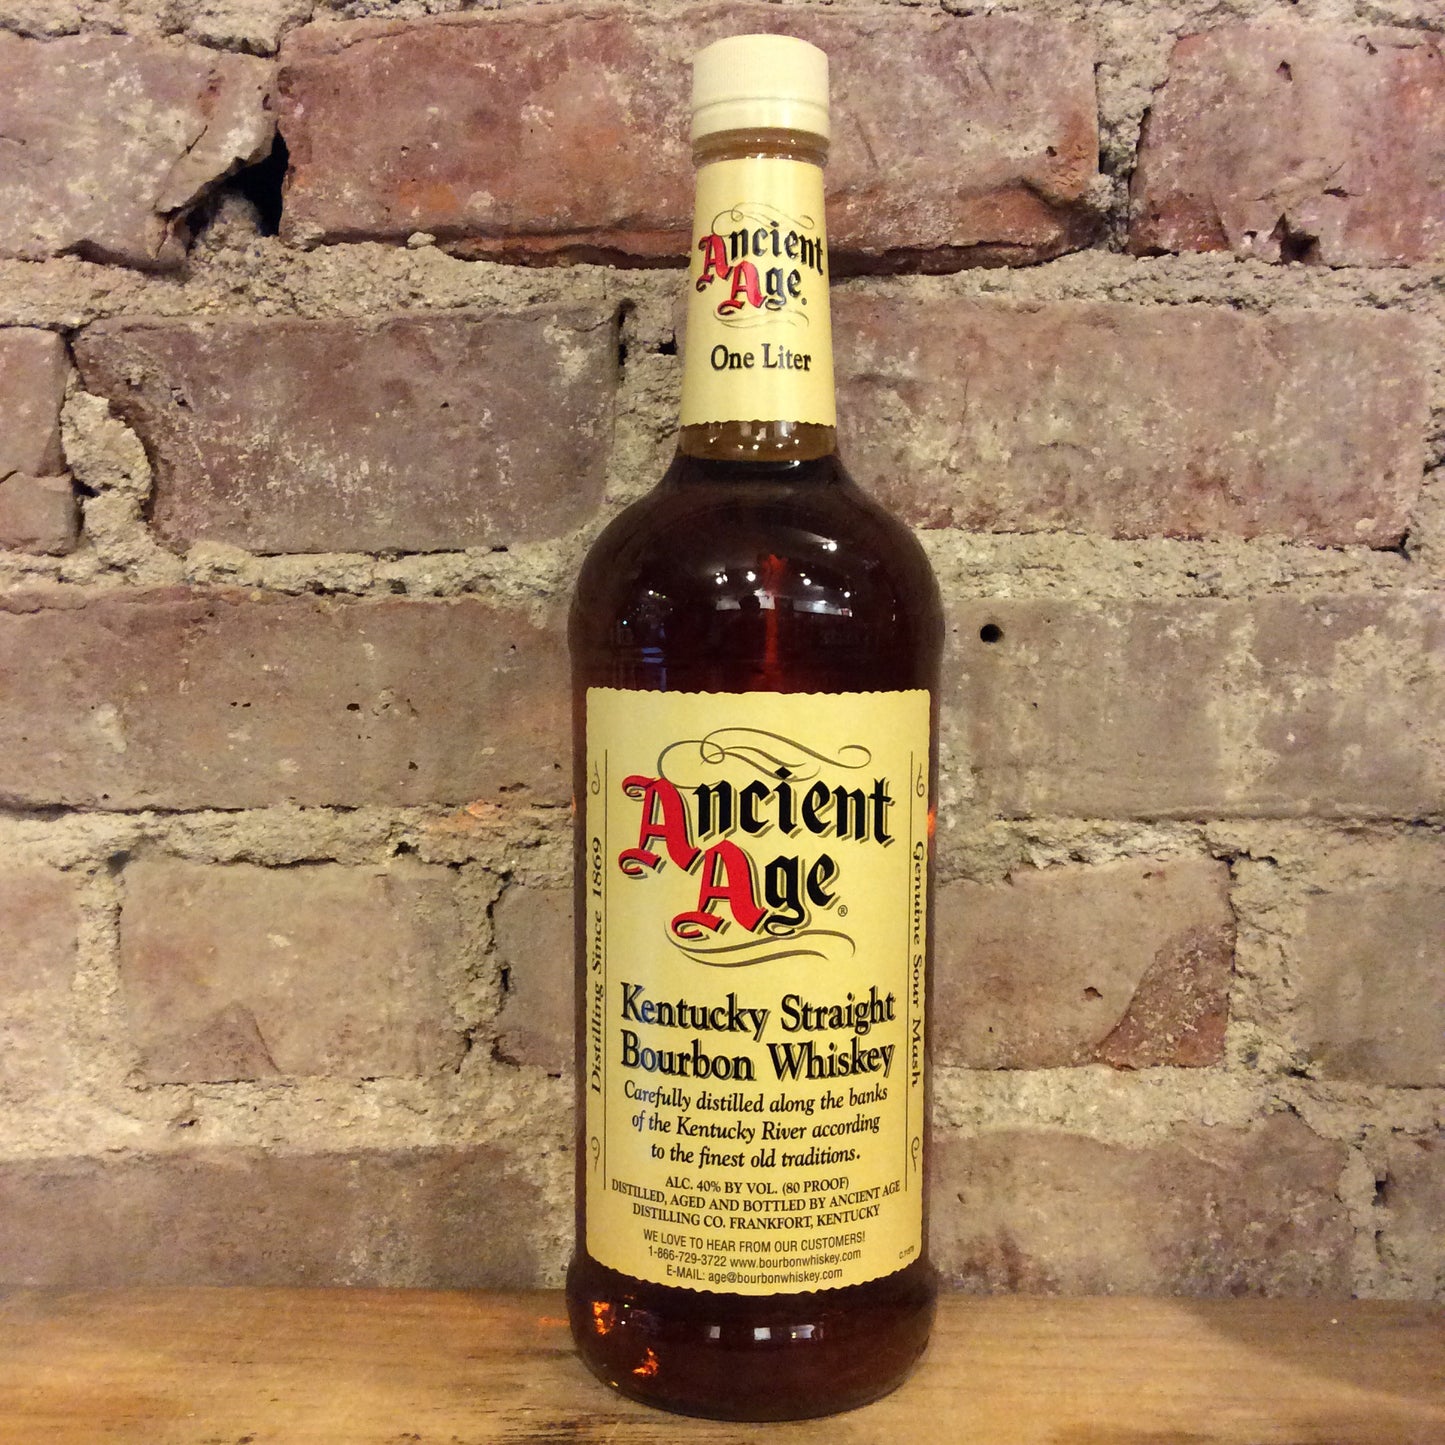 Ancient
Age.
One Liter
Ancient
Age®
Distilling Since 1869
Genuine Sour Mash
Kentucky Straight
Bourbon Whiskey
Carefully distilled along the banks
of the Kentucky River according
to the finest old traditions.
ALC. 40% BY VOL. (80 PROOF)
DISTILLED, AGED AND BOTTLED BY ANCIENT AGE
DISTILLING CO. FRANKFORT, KENTUCKY
WE LOVE TO HEAR FROM OUR CUSTOMERS!
1-866-729-3722 www.bourbonwhiskey.com
E-MAIL: age@bourbonwhiskey.com